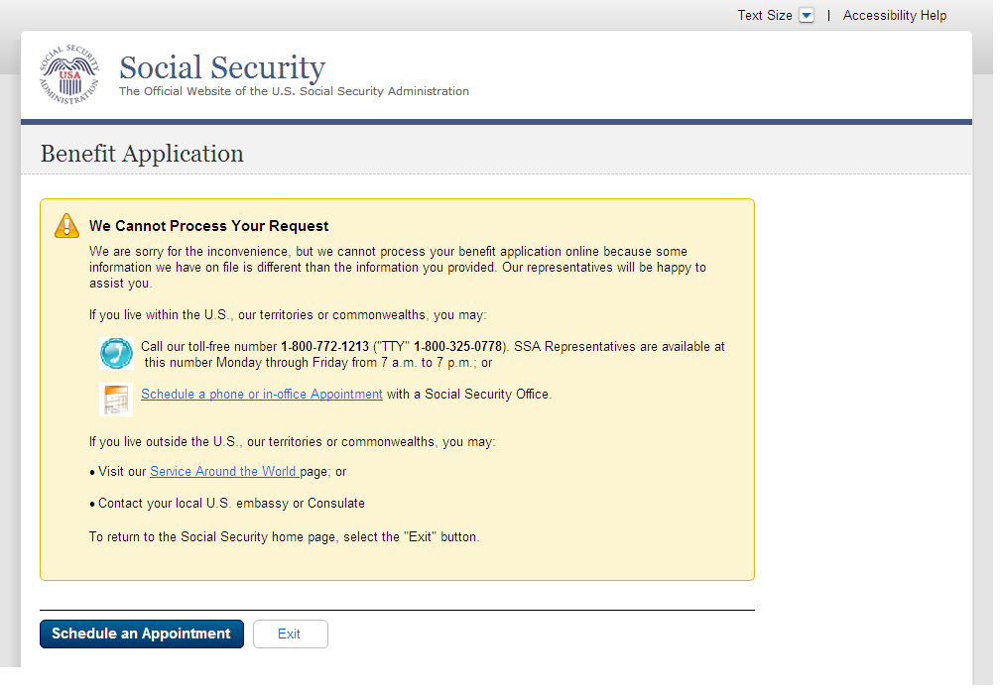 Text Size | Accessibility Help
SOCIAL SECURITY ADMINISTRATION
USA
Social Security
The Official Website of the U.S. Social Security Administration
Benefit Application
We Cannot Process Your Request
We are sorry for the inconvenience, but we cannot process your benefit application online because some
information we have on file is different than the information you provided. Our representatives will be happy to
assist you.
If you live within the U.S., our territories or commonwealths, you may:
Call our toll-free number 1-800-772-1213 ("TTY" 1-800-325-0778). SSA Representatives are available at
this number Monday through Friday from 7 a.m. to 7 p.m.; or
Schedule a phone or in-office Appointment with a Social Security Office.
If you live outside the U.S., our territories or commonwealths, you may:
• Visit our Service Around the World page; or
• Contact your local U.S. embassy or Consulate
To return to the Social Security home page, select the "Exit" button.
Schedule an Appointment
Exit